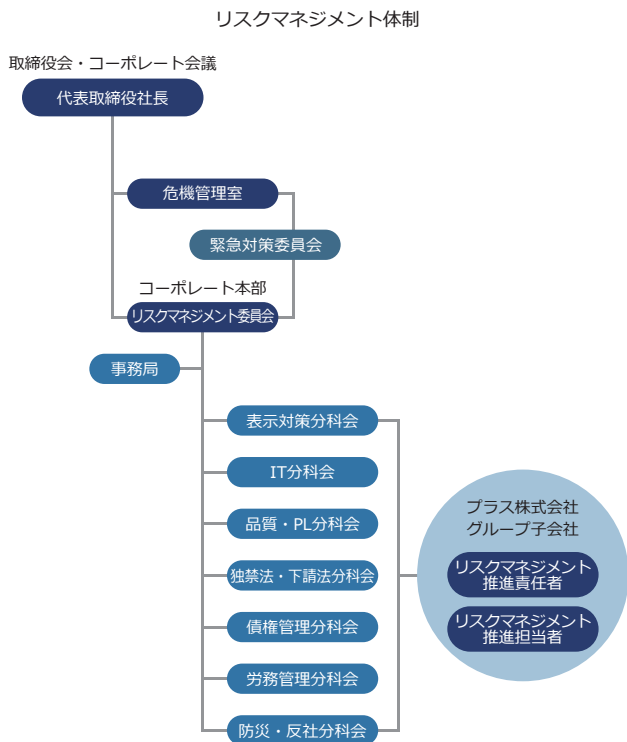 リスクマネジメント体制
取締役会・コーポレート会議
代表取締役社長
危機管理室
緊急対策委員会
コーポレート本部
リスクマネジメント委員会
事務局
表示対策分科会
IT分科会
品質・PL分科会
独禁法・下請法分科会
債権管理分科会
労務管理分科会
防災・反社分科会
プラス株式会社
グループ子会社
リスクマネジメント
推進責任者
リスクマネジメント
推進担当者